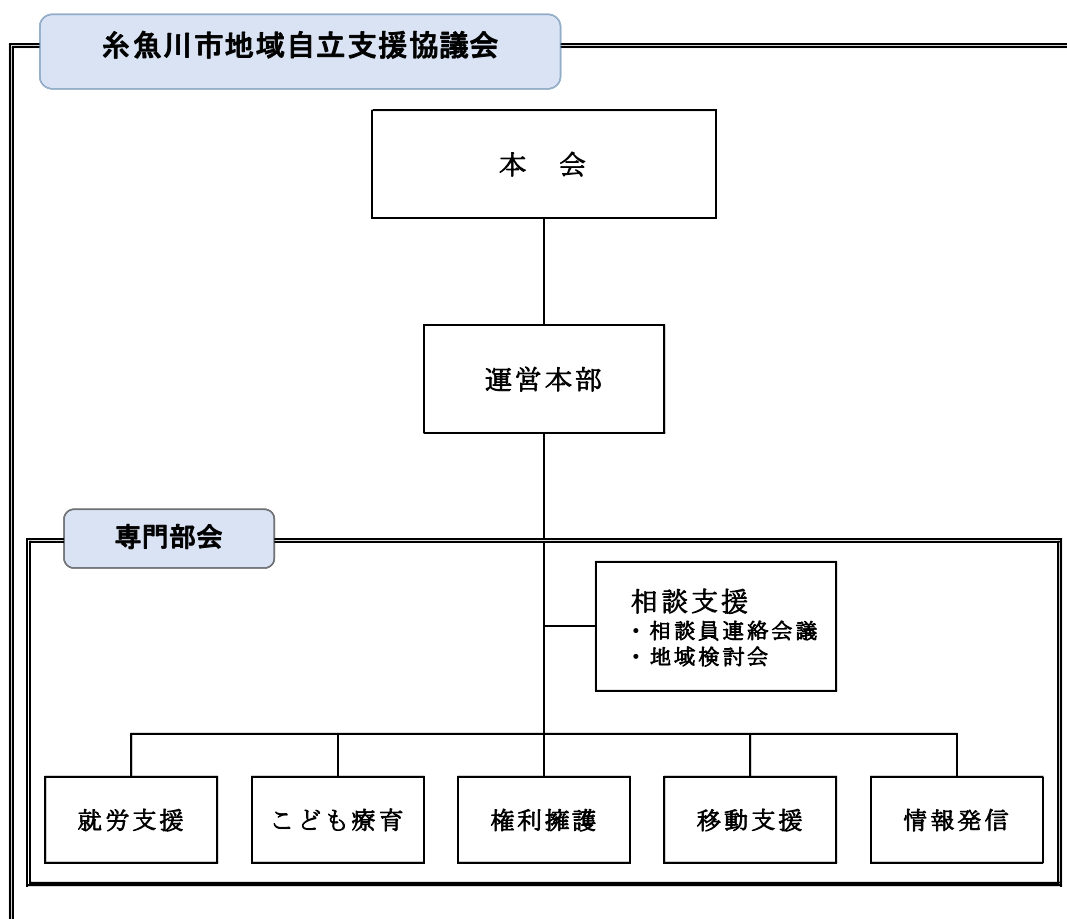 糸魚川市地域自立支援協議会
本　会
運営本部
専門部会
相談支援
・相談員連絡会議
・地域検討会
就労支援
こども療育
権利擁護
移動支援
情報発信